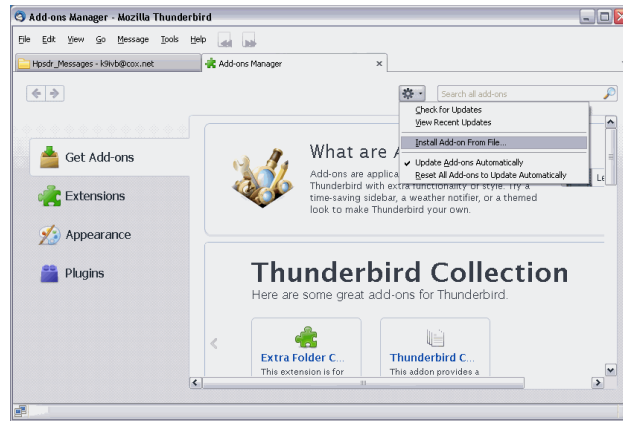 Add-ons Manager - Mozilla Thunderbird
File Edit View Go Message Tools Help
Hpsdr_Messages - k9ivb@cox.net
Add-ons Manager
Search all add-ons
Check for Updates
View Recent Updates
Install Add-on From File...
Update Add-ons Automatically
Reset All Add-ons to Update Automatically
Get Add-ons
Extensions
Appearance
Plugins
What are A
Le
Add-ons are applica
Thunderbird with extra functionality or style. Try a
time-saving sidebar, a weather notifier, or a themed
look to make Thunderbird your own.
Thunderbird Collection
Here are some great add-ons for Thunderbird.
Extra Folder C...
This extension is for
Thunderbird C...
This addon provides a